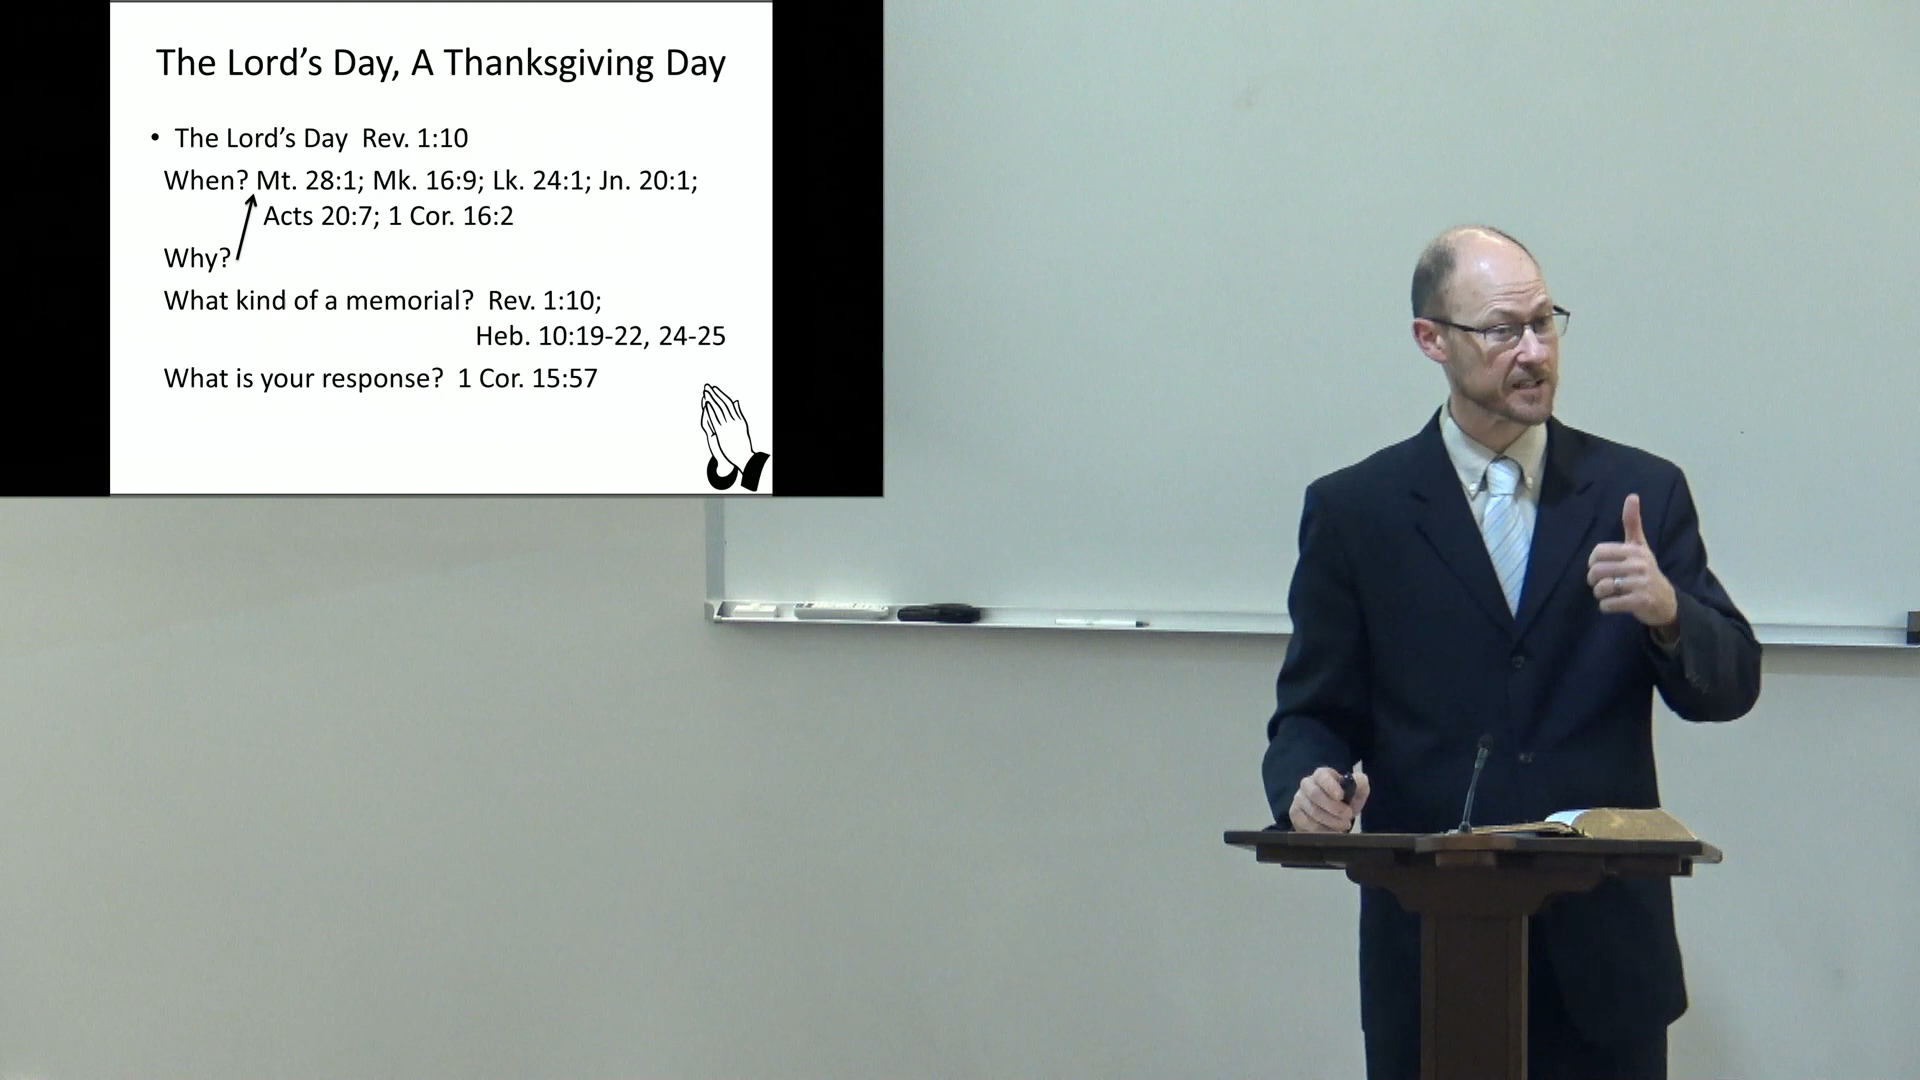 The Lord's Day, A Thanksgiving Day
• The Lord's Day  Rev. 1:10
When? Mt. 28:1; Mk. 16:9; Lk. 24:1; Jn. 20:1;
Acts 20:7; 1 Cor. 16:2
Why?
What kind of a memorial?  Rev. 1:10;
Heb. 10:19-22, 24-25
What is your response?  1 Cor. 15:57